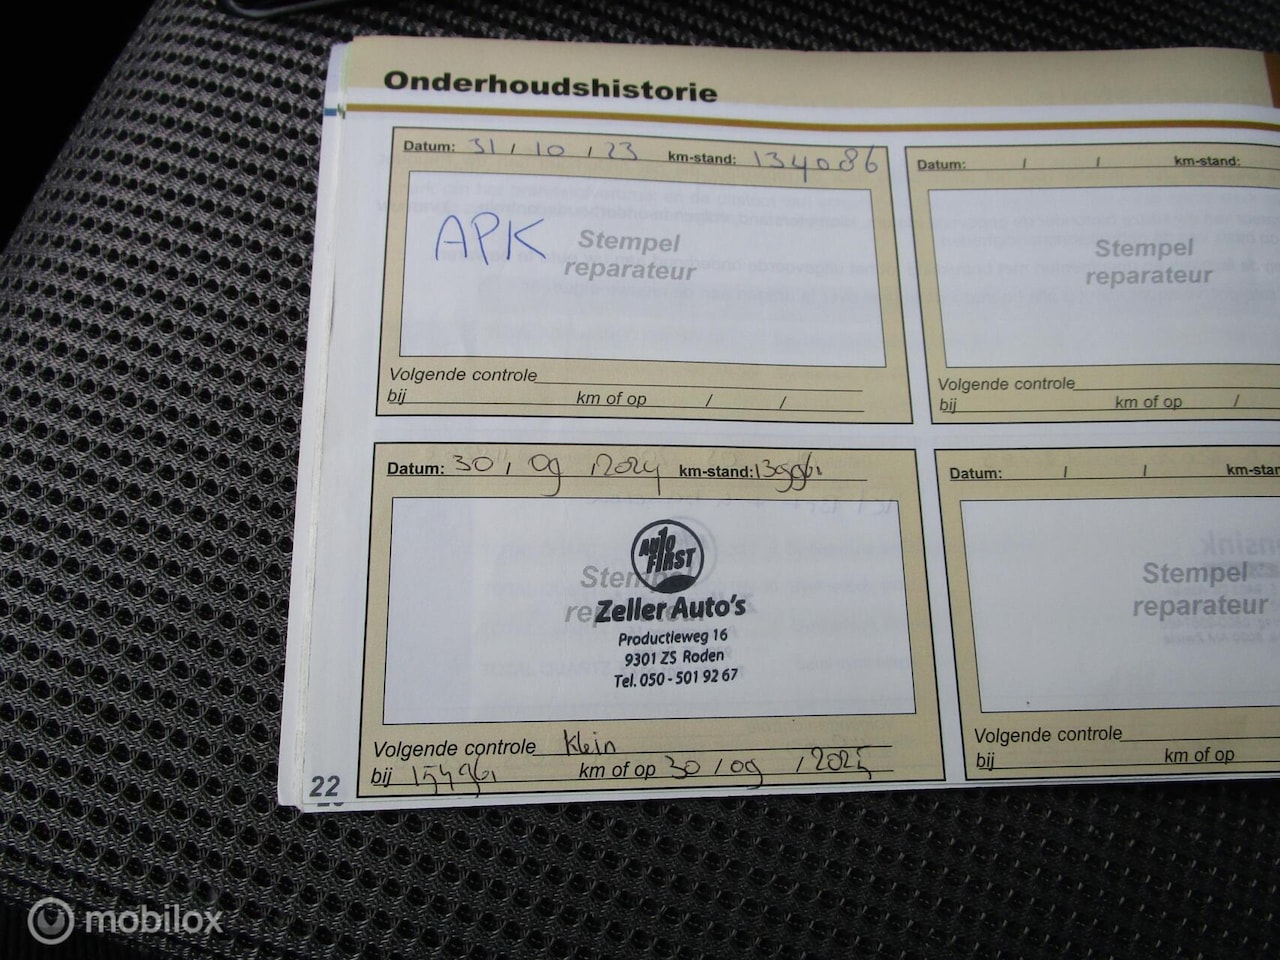 Onderhoudshistorie
Datum: 31 / 10 / 23 km-stand: 134086
APK
Stempel
reparateur
Volgende controle
bij km of op / /
Datum: / / km-stand:
Stempel
reparateur
Volgende controle
bij km of op /
Datum: 30 / 09 / 2024 km-stand:
AUTO
FIRST
Zeller Auto's
Productieweg 16
9301 ZS Roden
Tel. 050 - 501 92 67
Volgende controle Klein
bij km of op 30 / 09 / 2025
Datum: / / km-stan
Stempel
reparateur
Volgende controle
bij km of op
22
mobilox